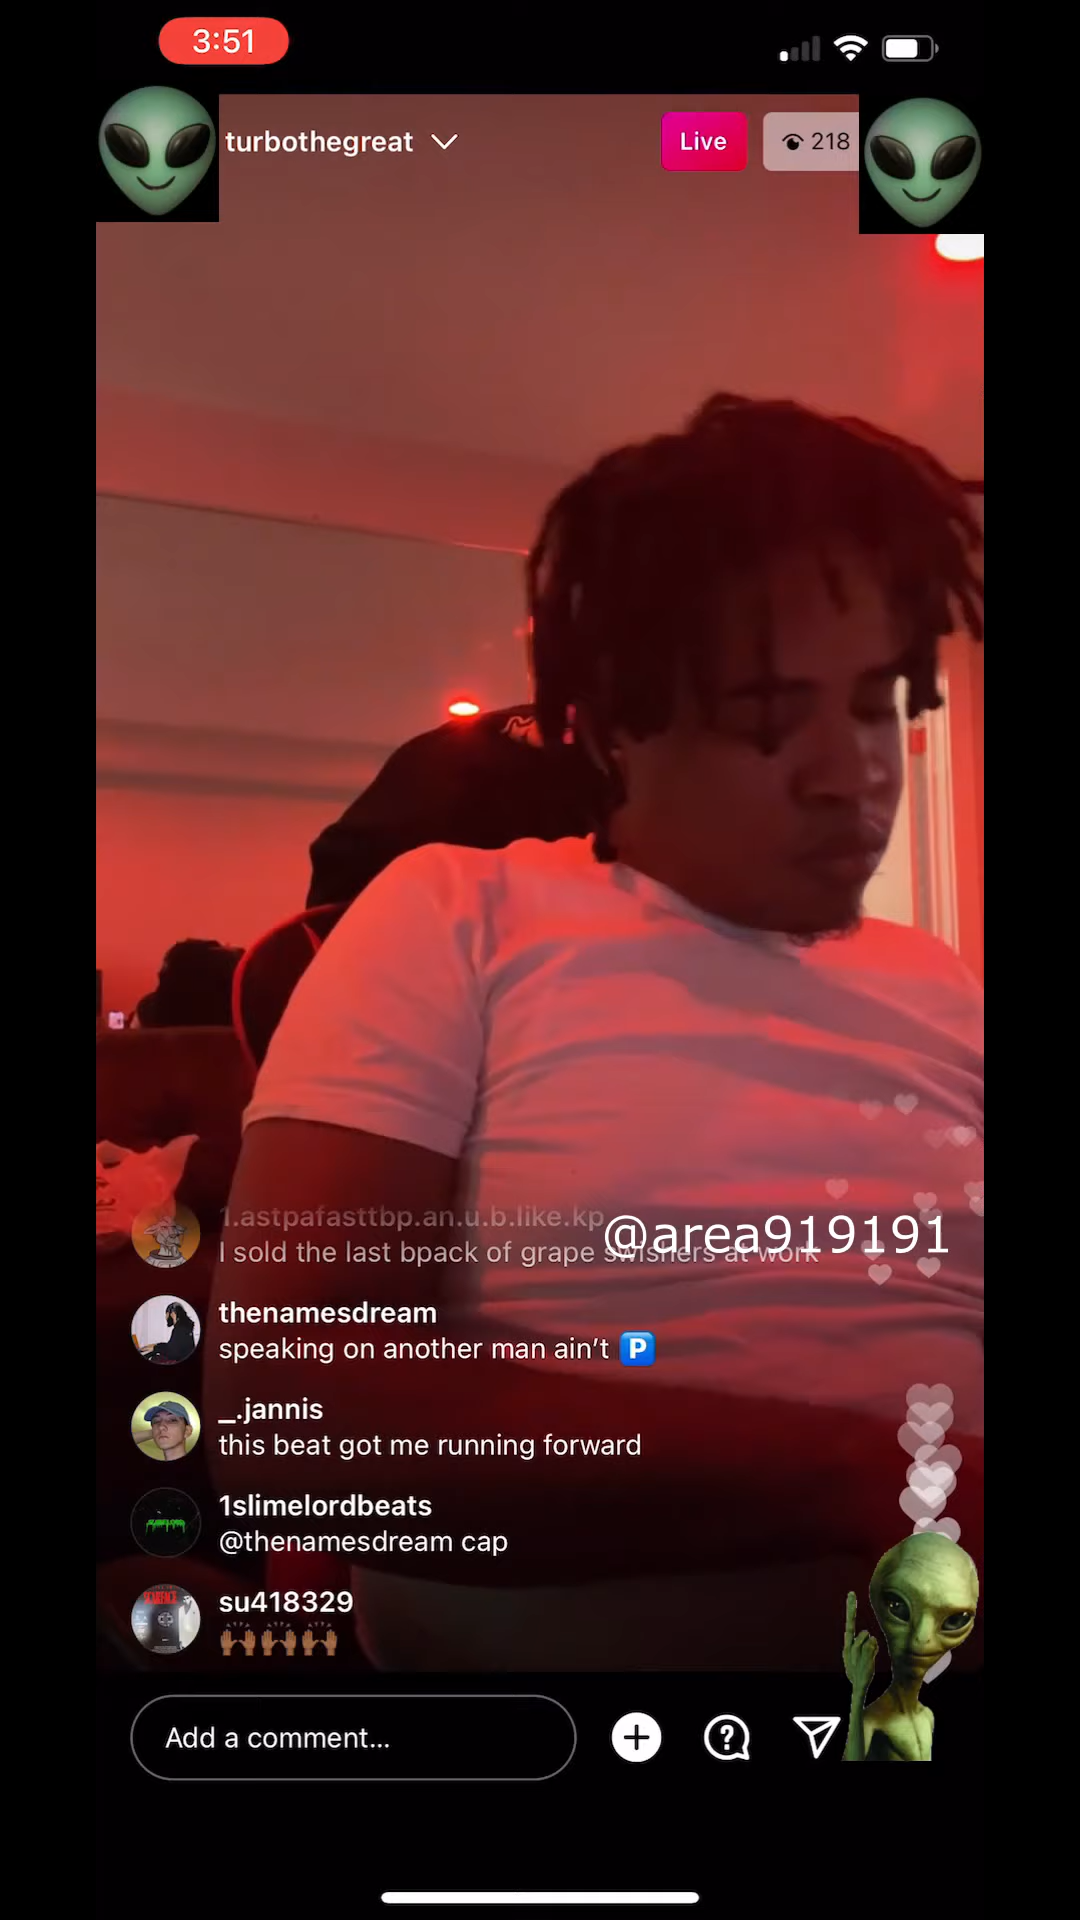 3:51
turbothegreat
Live
218
1.astpafasttbp.an.u.b.like.kp
I sold the last bpack of grape swishers at work
@area919191
thenamesdream
speaking on another man ain’t 🅿️
_.jannis
this beat got me running forward
1slimelordbeats
@thenamesdream cap
SCARFACE
su418329
🙌🏾🙌🏾🙌🏾
Add a comment...